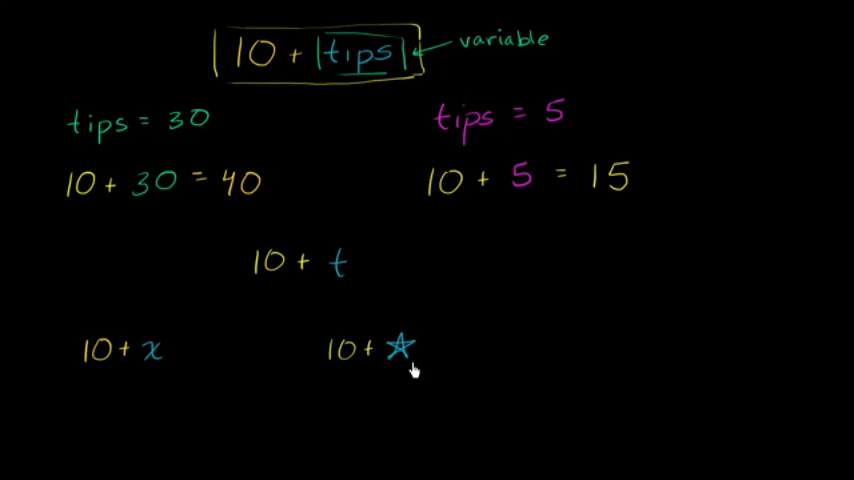 10 + |tips| variable
tips = 30 tips = 5
10 + 30 = 40 10 + 5 = 15
10 + t
10 + x 10 + ☆